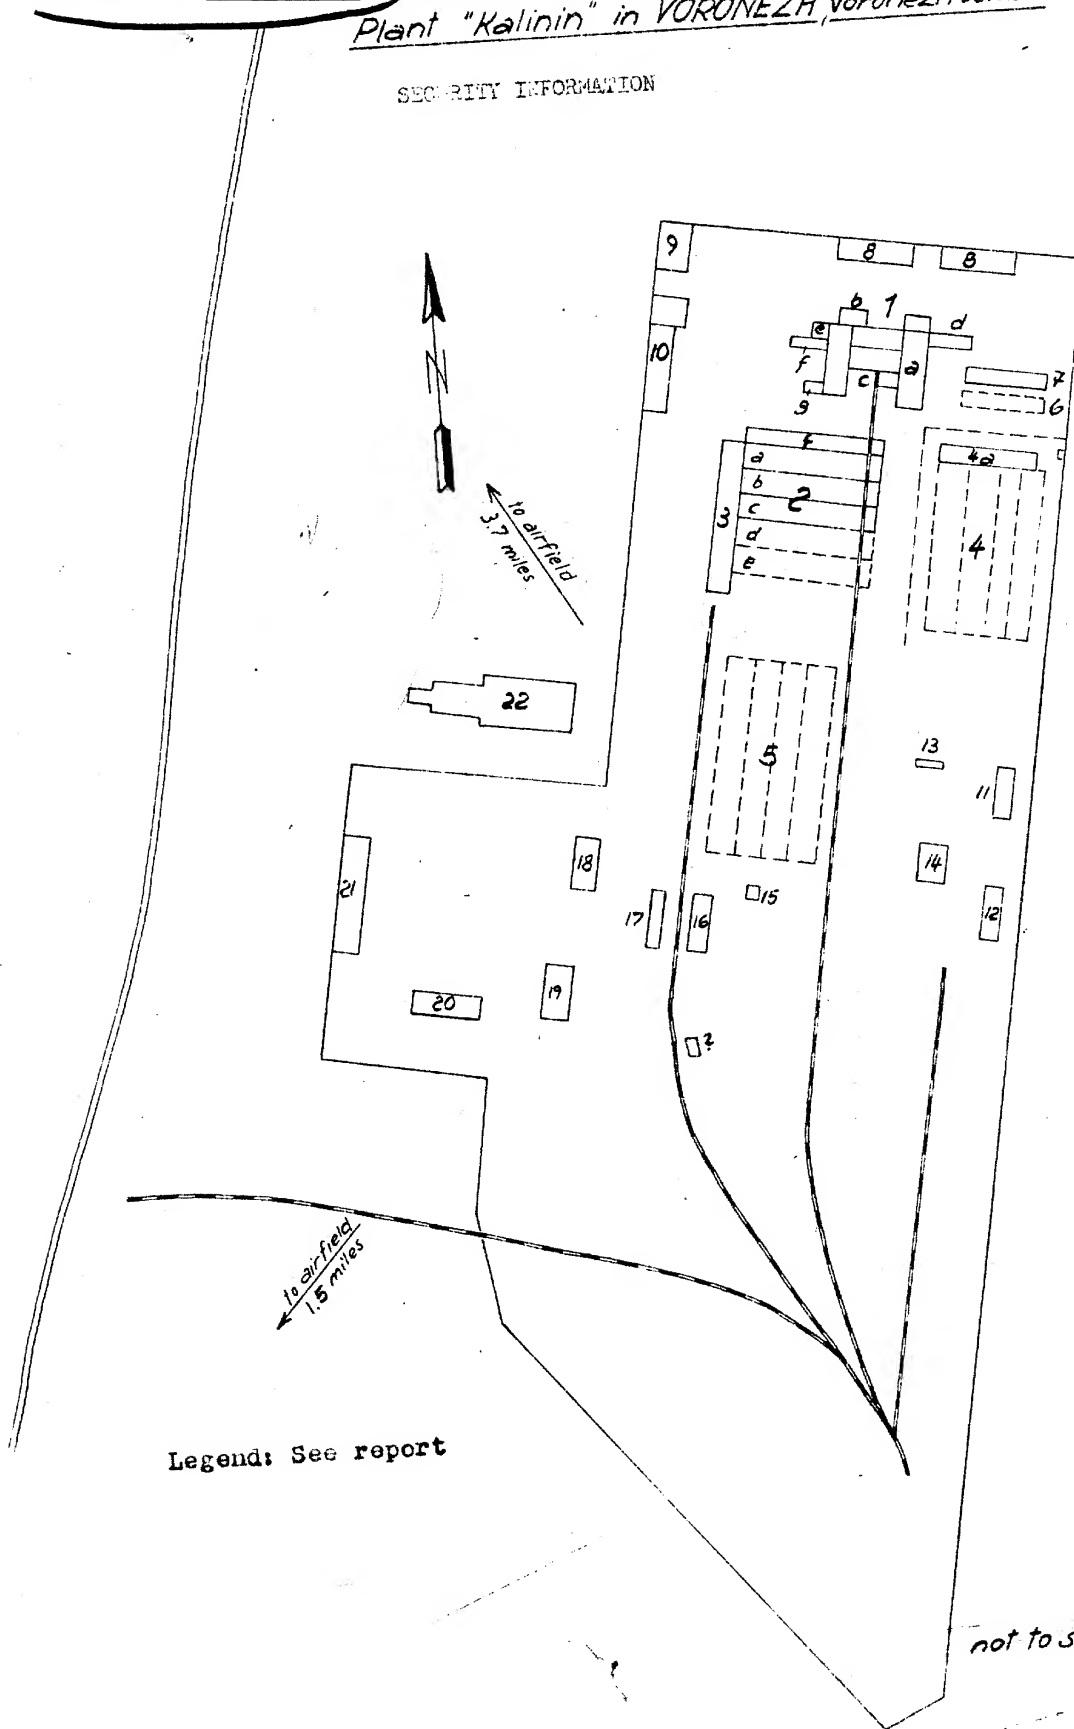 Plant "Kalinin" in VORONEZH, Voronezh
SECURITY INFORMATION
9
8
8
b
1
d
e
10
f
a
c
7
g
6
f
a
4a
b
2
3
c
4
d
e
N
to airfield
3.7 miles
22
5
13
11
18
14
21
15
17
16
12
19
20
?
to airfield
1.5 miles
Legend: See report
not to s